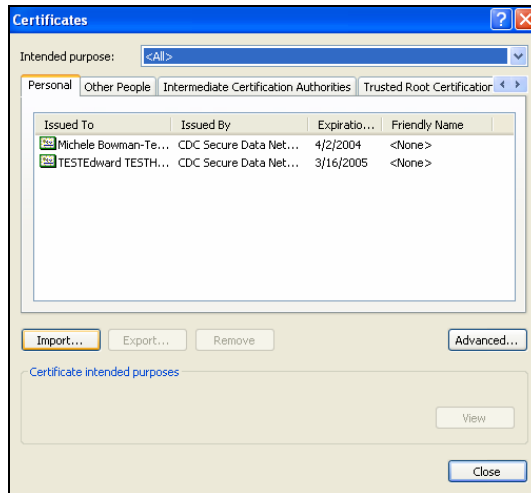 Certificates
Intended purpose: <All>
Personal Other People Intermediate Certification Authorities Trusted Root Certification
Issued To Issued By Expiratio... Friendly Name
Michele Bowman-Te... CDC Secure Data Net... 4/2/2004 <None>
TESTEdward TESTH... CDC Secure Data Net... 3/16/2005 <None>
Import... Export... Remove Advanced...
Certificate intended purposes
View
Close